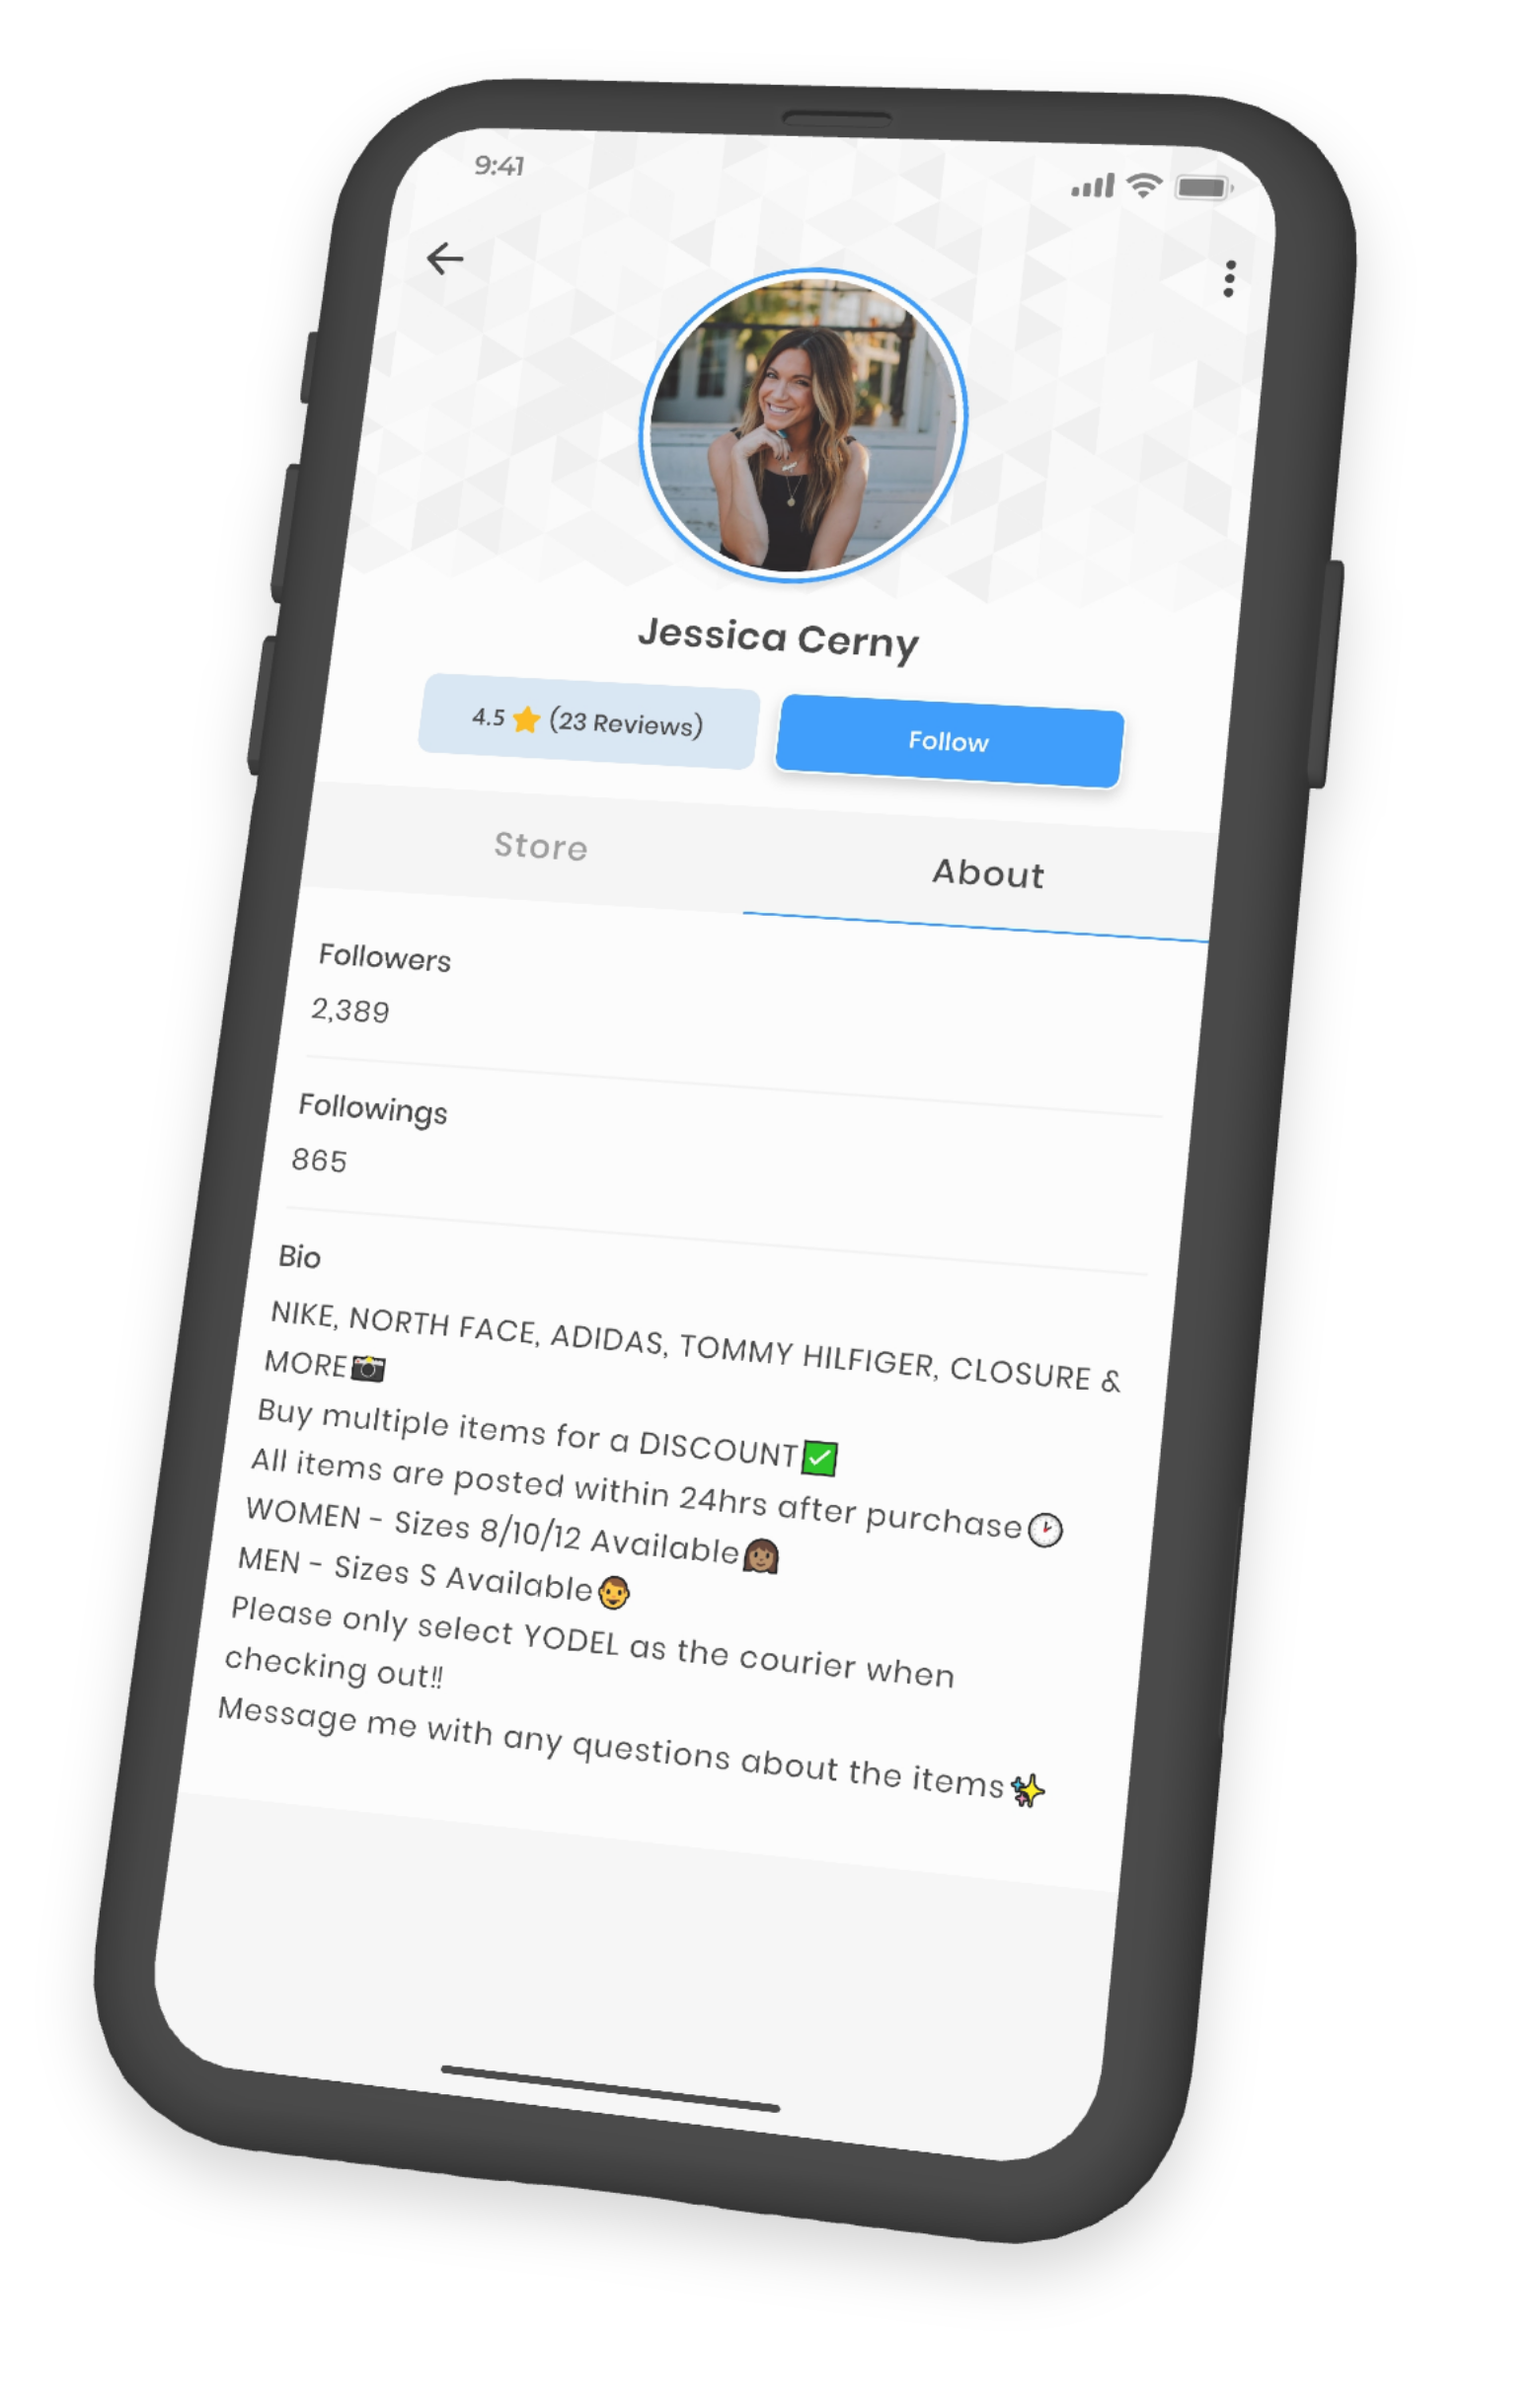 9:41
Jessica Cerny
4.5 ⭐ (23 Reviews)
Follow
Store
About
Followers
2,389
Followings
865
Bio
NIKE, NORTH FACE, ADIDAS, TOMMY HILFIGER, CLOSURE &
MORE📸
Buy multiple items for a DISCOUNT✅
All items are posted within 24hrs after purchase🕐
WOMEN - Sizes 8/10/12 Available👩🏽
MEN - Sizes S Available👨
Please only select YODEL as the courier when
checking out!!
Message me with any questions about the items✨